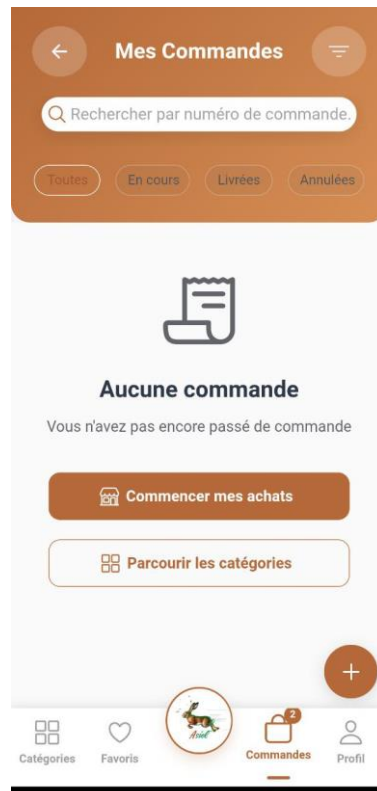 Mes Commandes
Rechercher par numéro de commande.
Toutes En cours Livrées Annulées
Aucune commande
Vous n'avez pas encore passé de commande
Commencer mes achats
Parcourir les catégories
+
2
Asiel
Catégories Favoris Commandes Profil